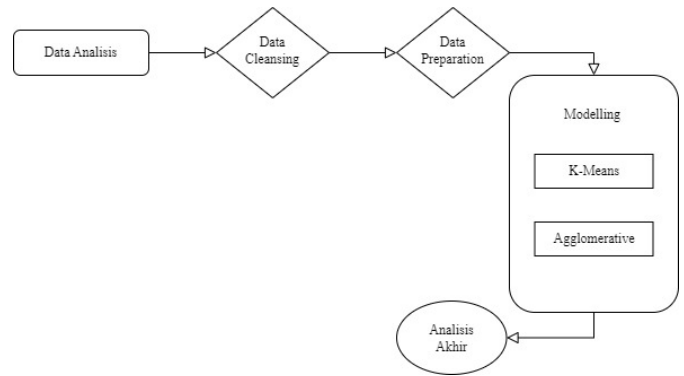 Data Analisis
Data
Cleansing
Data
Preparation
Modelling
K-Means
Agglomerative
Analisis
Akhir